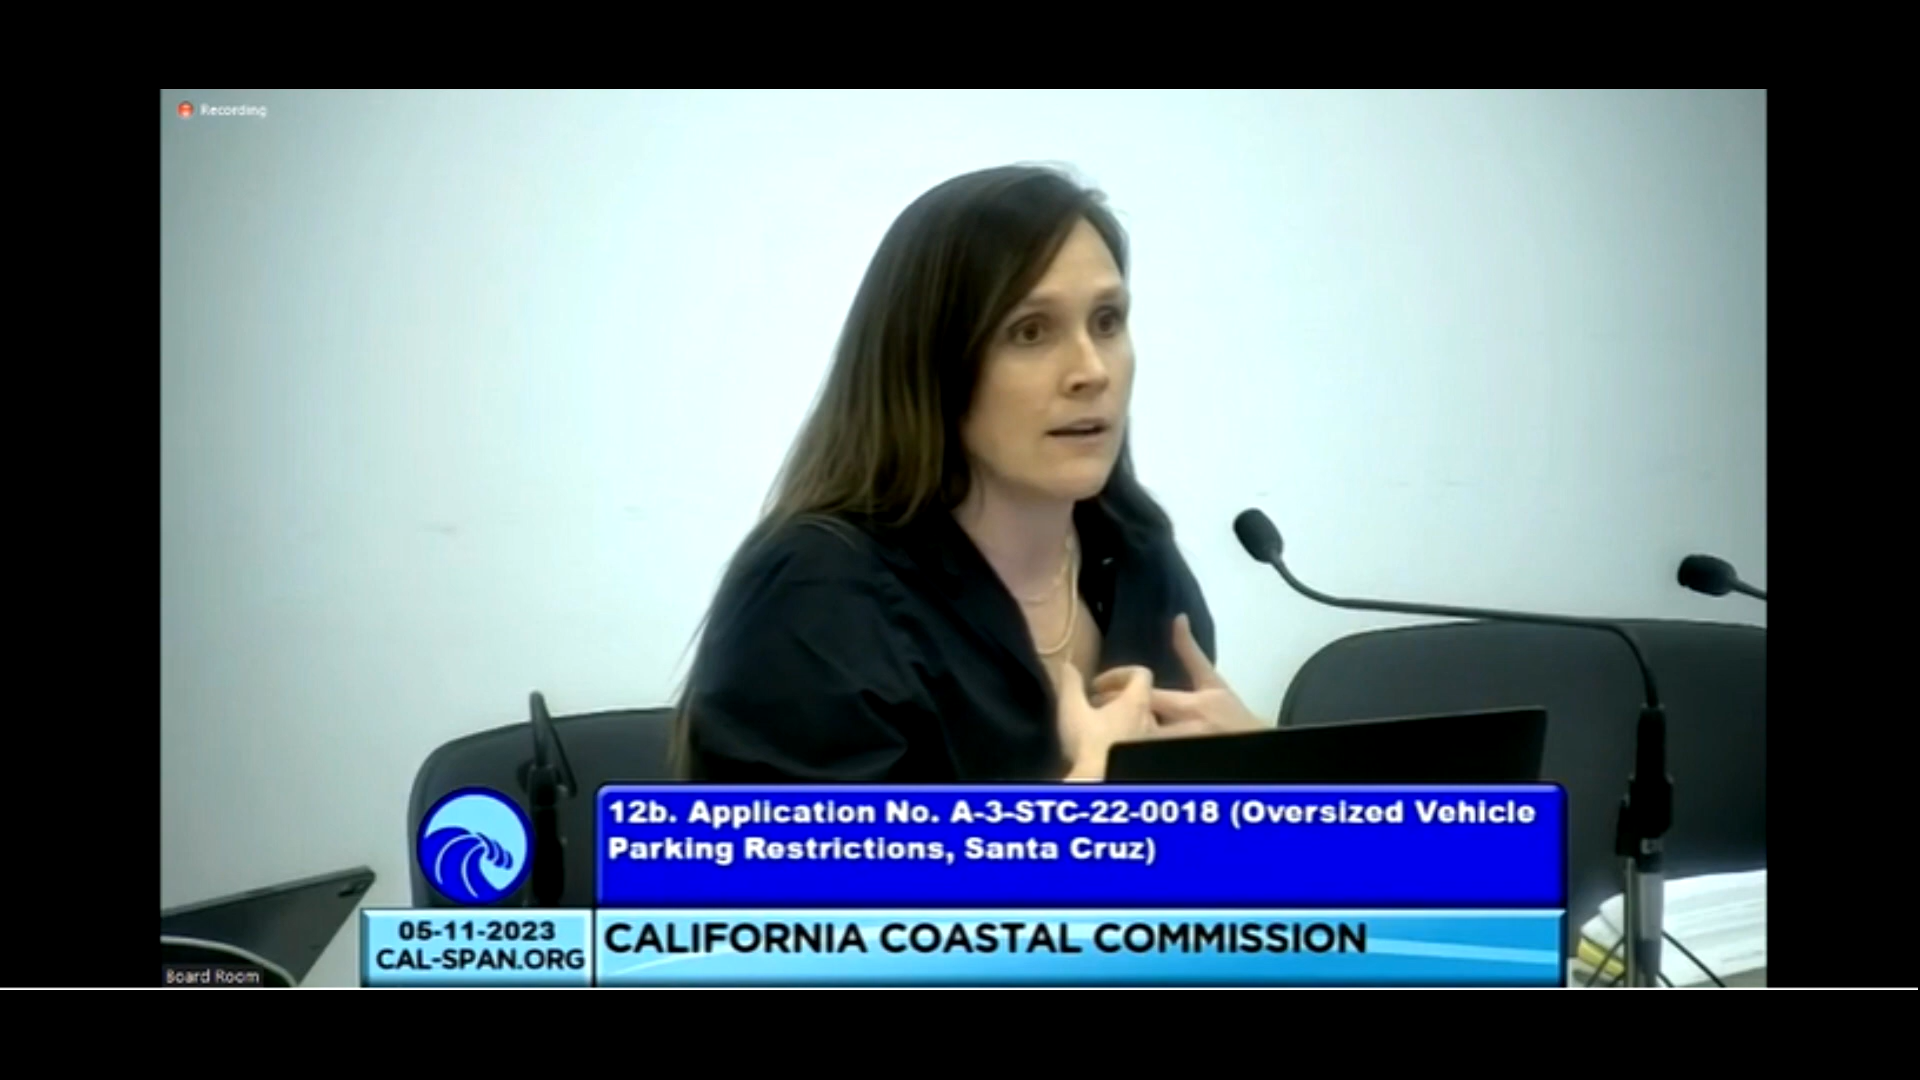 Recording
12b. Application No. A-3-STC-22-0018 (Oversized Vehicle
Parking Restrictions, Santa Cruz)
05-11-2023
CAL-SPAN.ORG
CALIFORNIA COASTAL COMMISSION
Board Room